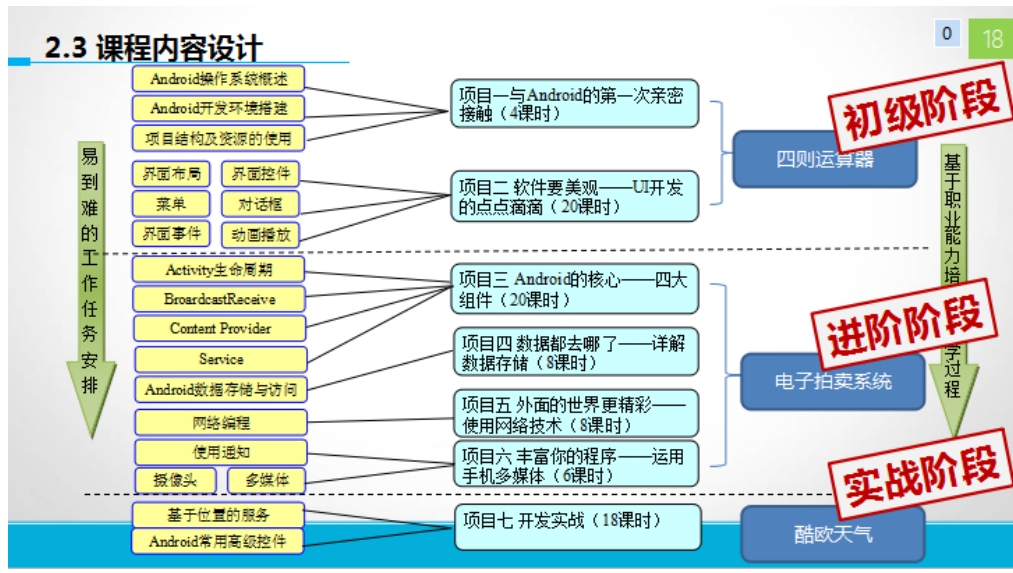 2.3 课程内容设计
0
18
Android操作系统概述
Android开发环境搭建
项目结构及资源的使用
界面布局
界面控件
菜单
对话框
界面事件
动画播放
Activity生命周期
BroardcastReceive
Content Provider
Service
Android数据存储与访问
网络编程
使用通知
摄像头
多媒体
基于位置的服务
Android常用高级控件
易到难的工作任务安排
项目一与Android的第一次亲密
接触（4课时）
项目二 软件要美观——UI开发
的点点滴滴（20课时）
项目三 Android的核心——四大
组件（20课时）
项目四 数据都去哪了——详解
数据存储（8课时）
项目五 外面的世界更精彩——
使用网络技术（8课时）
项目六 丰富你的程序——运用
手机多媒体（6课时）
项目七 开发实战（18课时）
四则运算器
电子拍卖系统
酷欧天气
初级阶段
进阶阶段
实战阶段
基于职业能力培
学过程